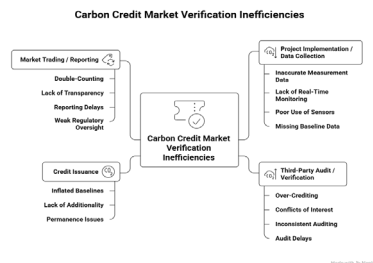 Carbon Credit Market Verification Inefficiencies
Market Trading / Reporting
Double-Counting
Lack of Transparency
Reporting Delays
Weak Regulatory
Oversight
Credit Issuance
CO₂
Inflated Baselines
Lack of Additionality
Permanence Issues
Carbon Credit Market
Verification
Inefficiencies
Project Implementation /
Data Collection
Inaccurate Measurement
Data
Lack of Real-Time
Monitoring
Poor Use of Sensors
Missing Baseline Data
Third-Party Audit /
Verification
Over-Crediting
Conflicts of Interest
Inconsistent Auditing
Audit Delays